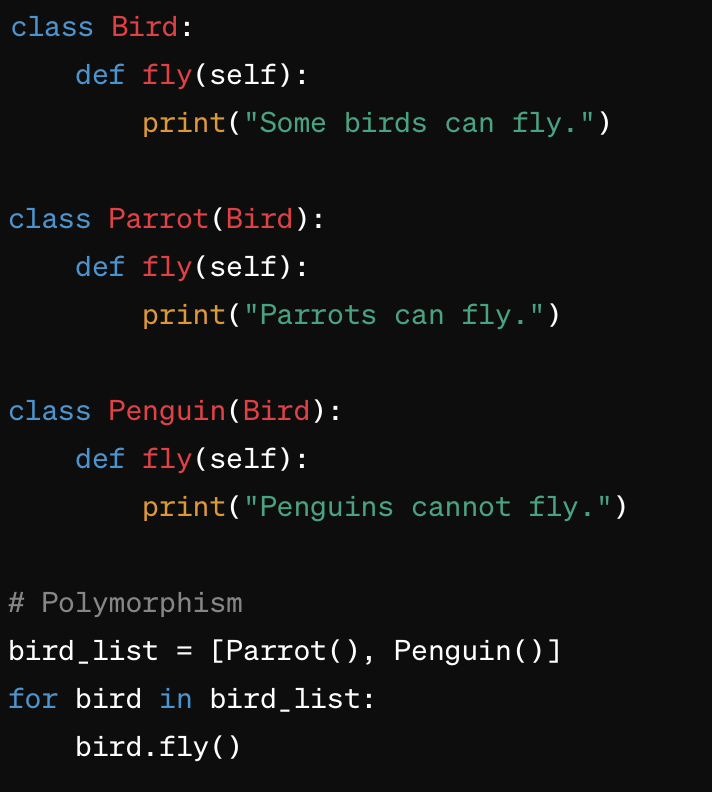 class Bird:
    def fly(self):
        print("Some birds can fly.")

class Parrot(Bird):
    def fly(self):
        print("Parrots can fly.")

class Penguin(Bird):
    def fly(self):
        print("Penguins cannot fly.")

# Polymorphism
bird_list = [Parrot(), Penguin()]
for bird in bird_list:
    bird.fly()